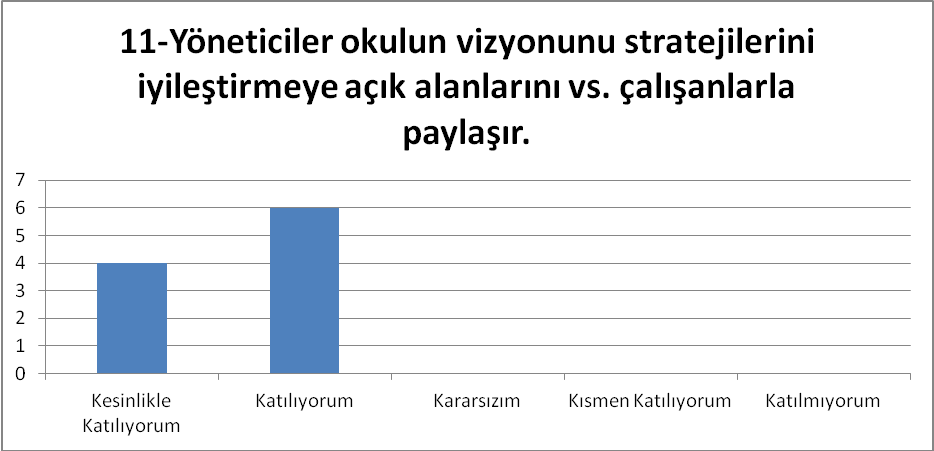 11-Yöneticiler okulun vizyonunu stratejilerini
iyileştirmeye açık alanlarını vs. çalışanlarla
paylaşır.
7
6
5
4
3
2
1
0
Kesinlikle
Katılıyorum
Katılıyorum
Kararsızım
Kısmen Katılıyorum
Katılmıyorum